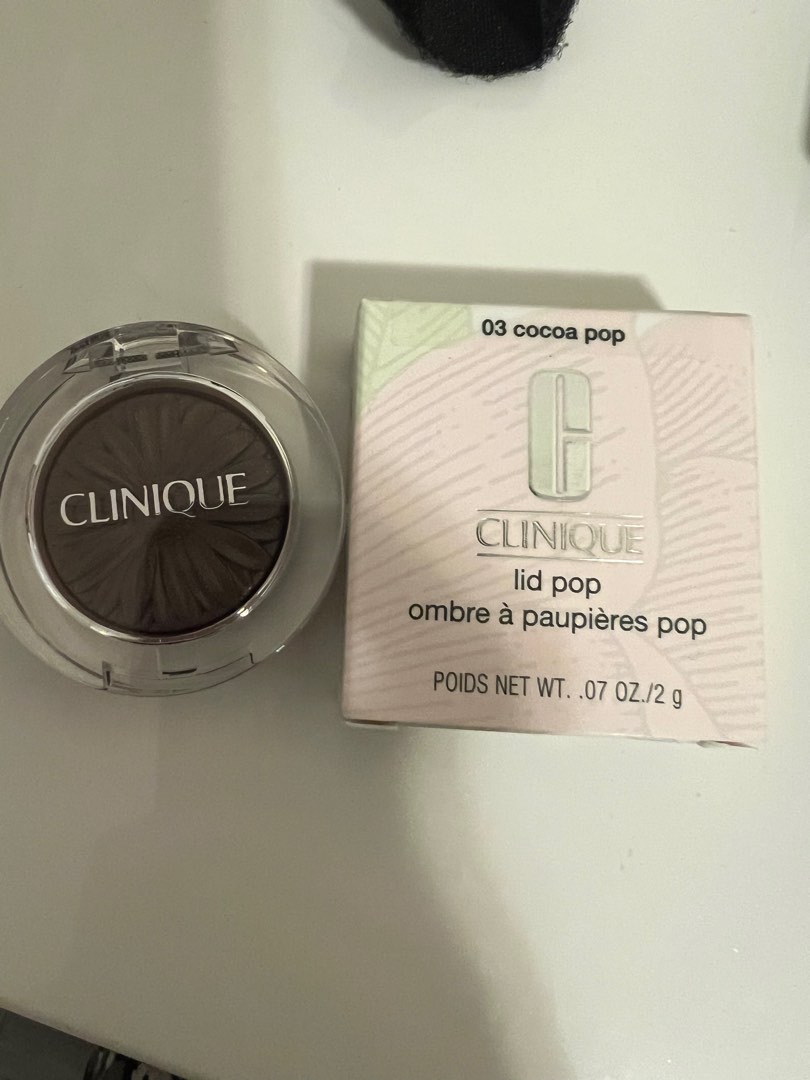 CLINIQUE
03 cocoa pop
CLINIQUE
lid pop
ombre à paupières pop
POIDS NET WT. .07 OZ./2 g